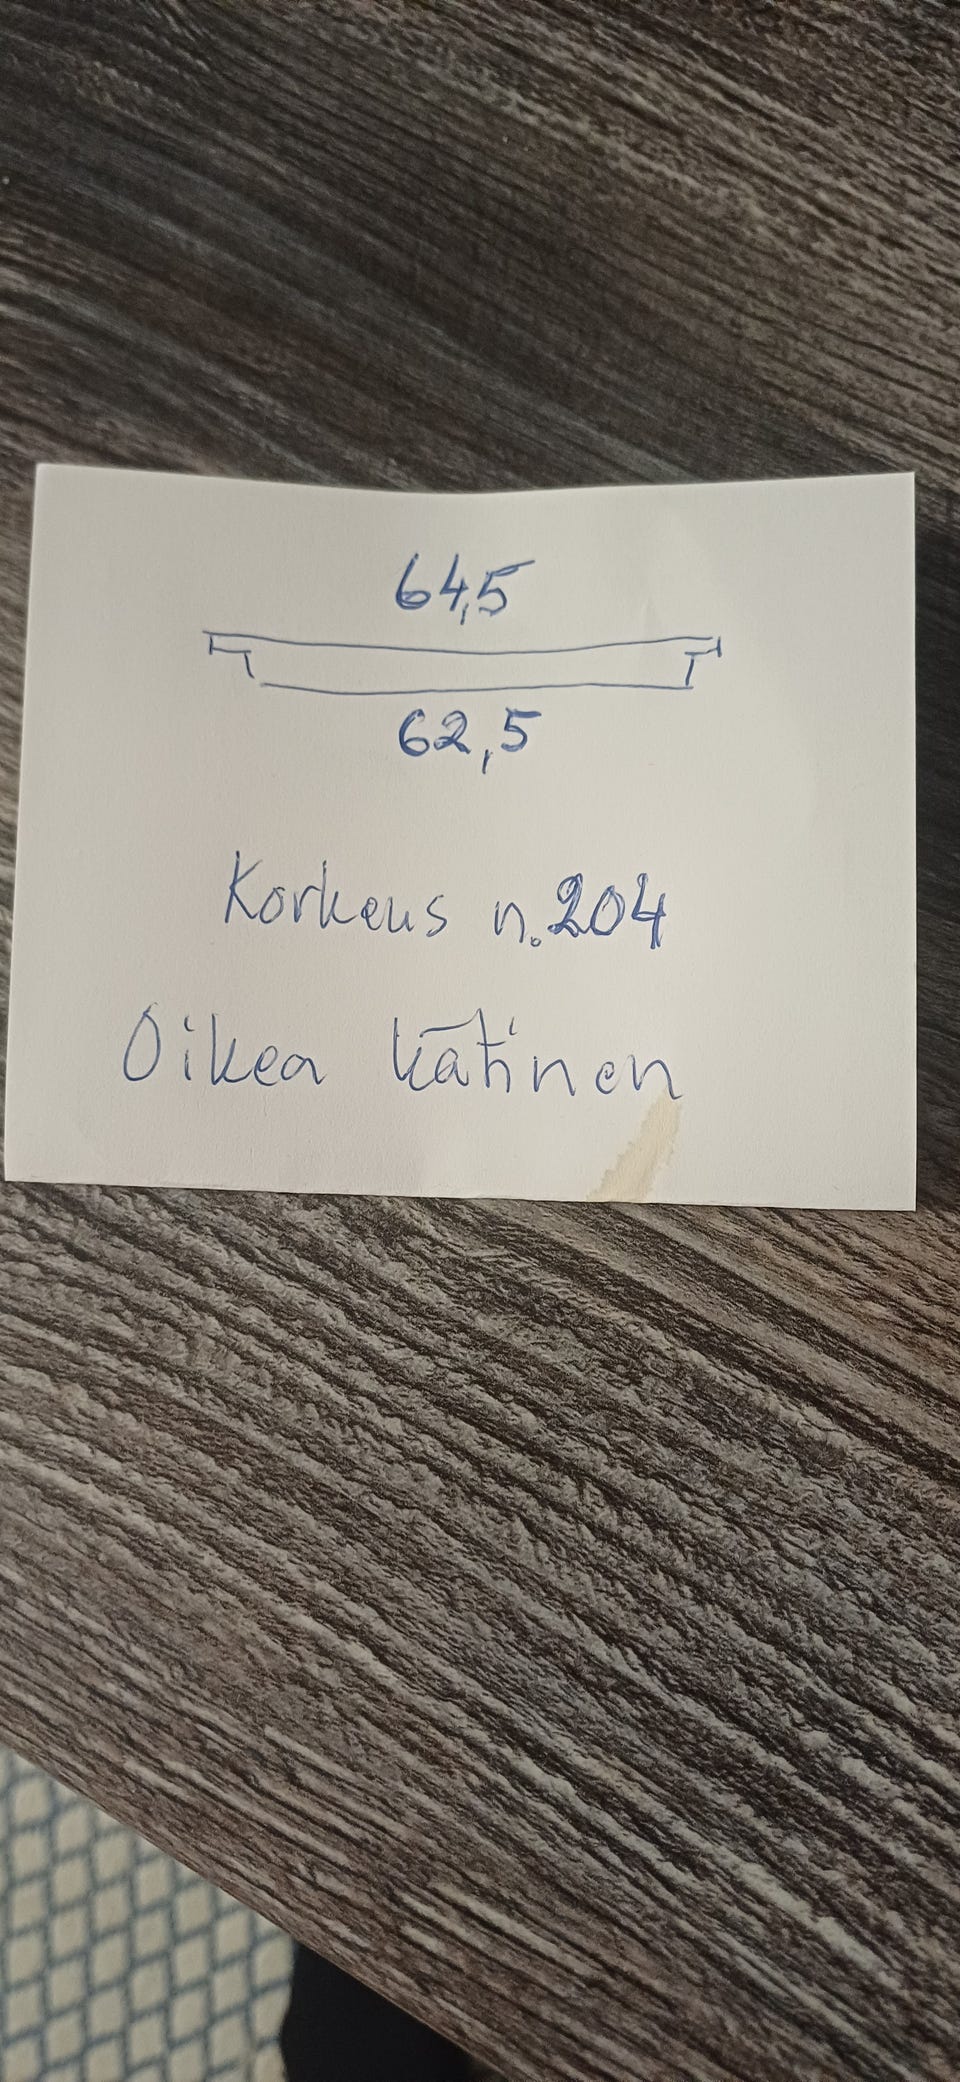 64,5
62,5
Korkeus n.204
Oikea kätinen